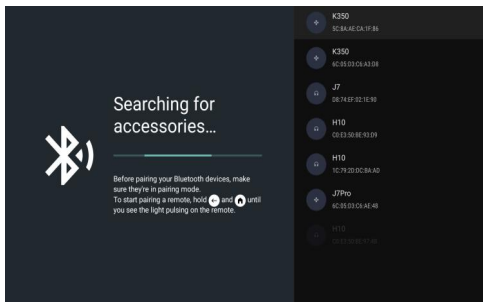 Searching for
accessories...
Before pairing your Bluetooth devices, make
sure they're in pairing mode.
To start pairing a remote, hold and until
you see the light pulsing on the remote.
K350
5C:8A:AE:CA:1F:86
K350
6C:05:D3:C6:A3:D8
J7
D8:74:EF:02:1E:90
H10
C0:E3:50:8E:93:D9
H10
1C:79:2D:DC:8A:AD
J7Pro
6C:05:D3:C6:AE:48
H10